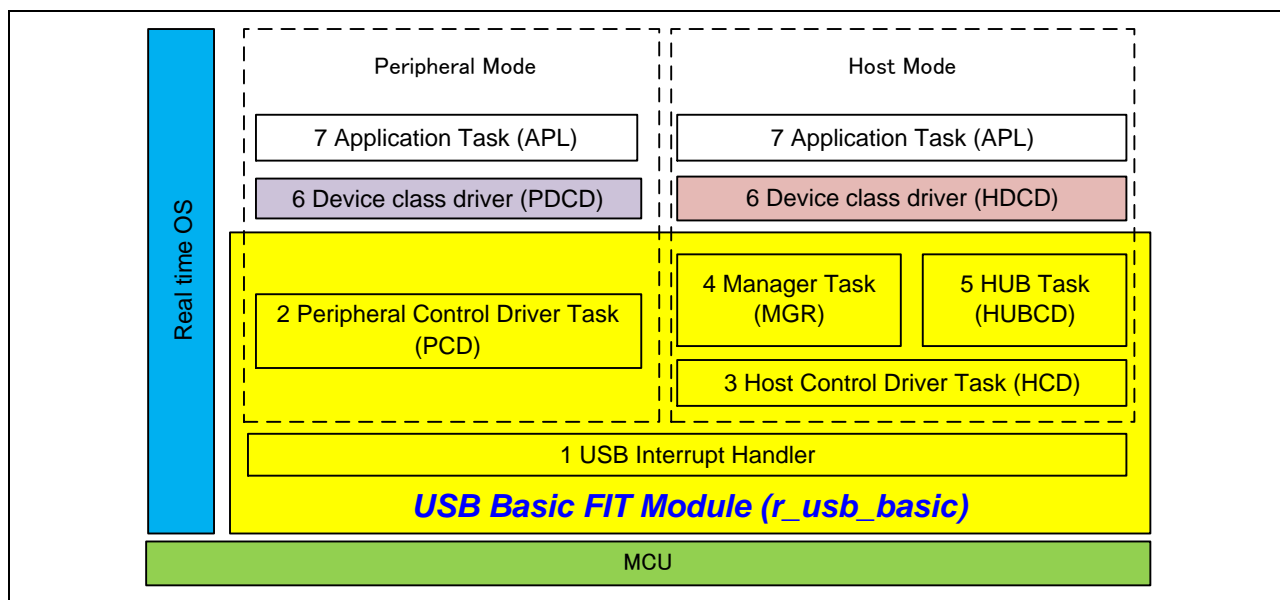 Real time OS
Peripheral Mode
Host Mode
7 Application Task (APL)
7 Application Task (APL)
6 Device class driver (PDCD)
6 Device class driver (HDCD)
2 Peripheral Control Driver Task
(PCD)
4 Manager Task
(MGR)
5 HUB Task
(HUBCD)
3 Host Control Driver Task (HCD)
1 USB Interrupt Handler
USB Basic FIT Module (r_usb_basic)
MCU